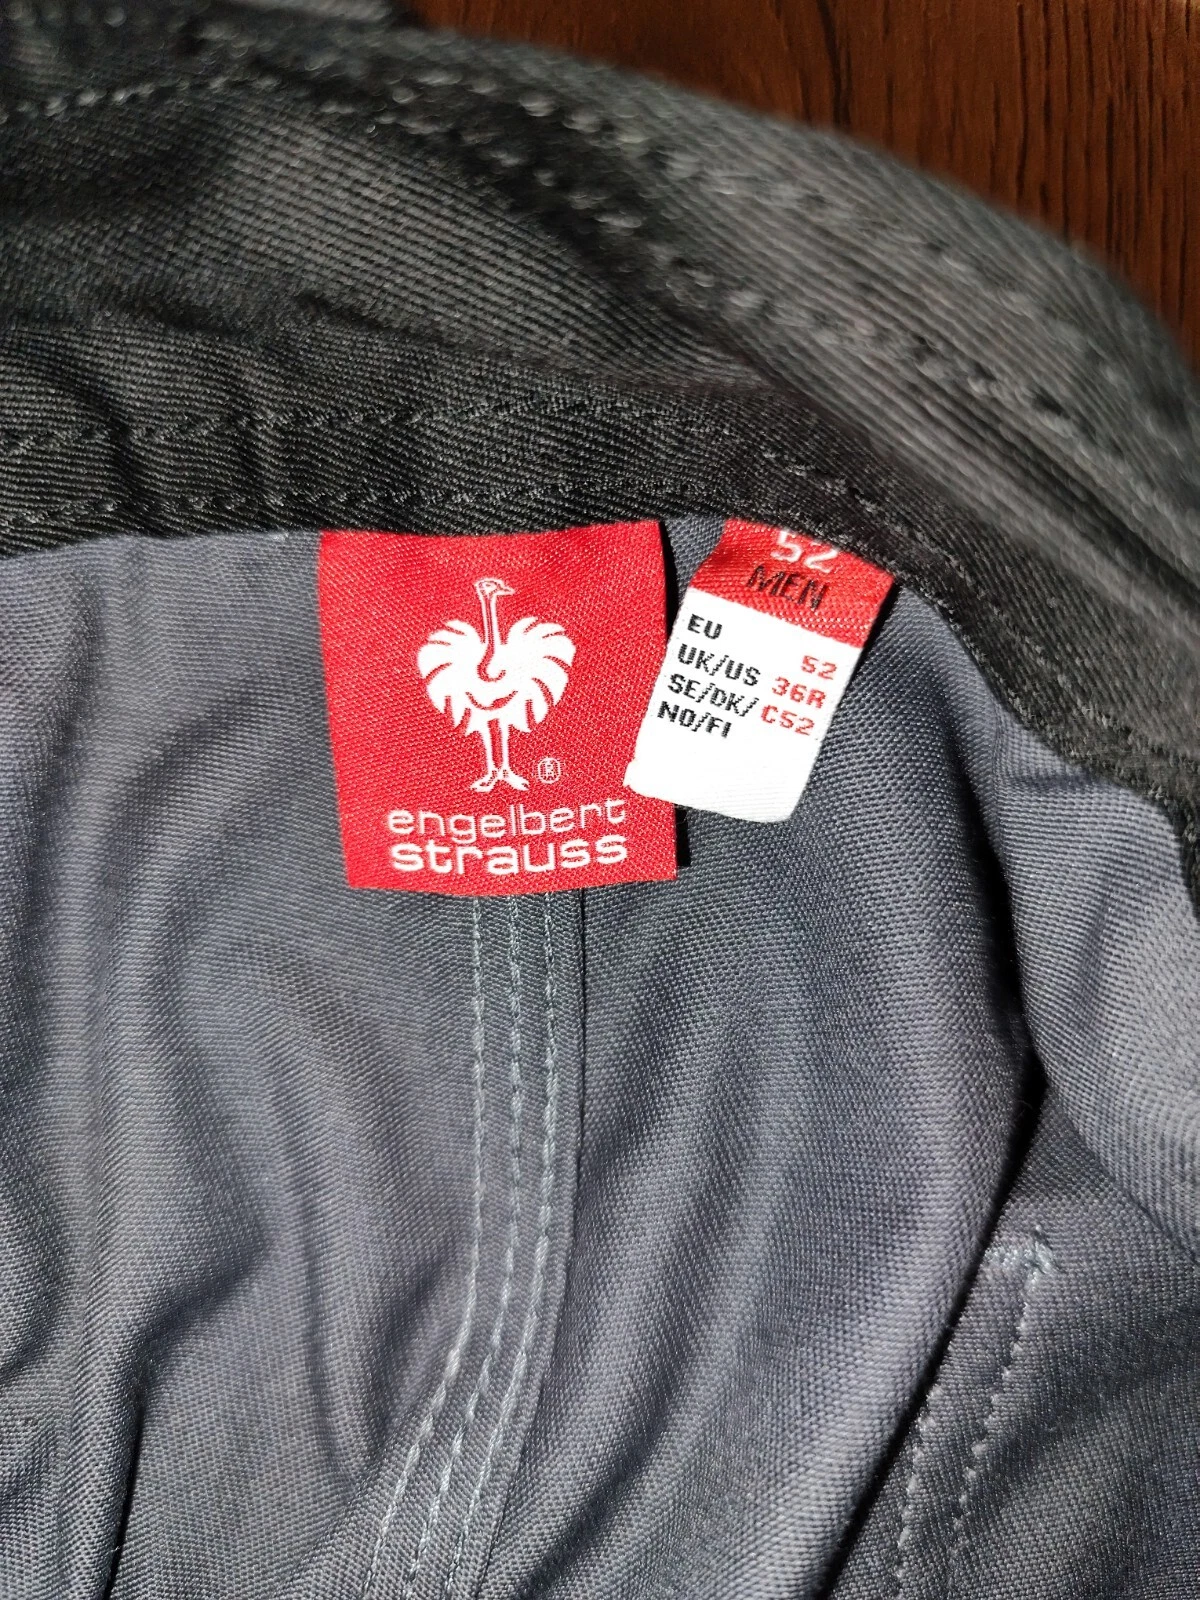 ®
engelbert
strauss
52
MEN
EU 52
UK/US 36R
SE/DK/ C52
NO/FI